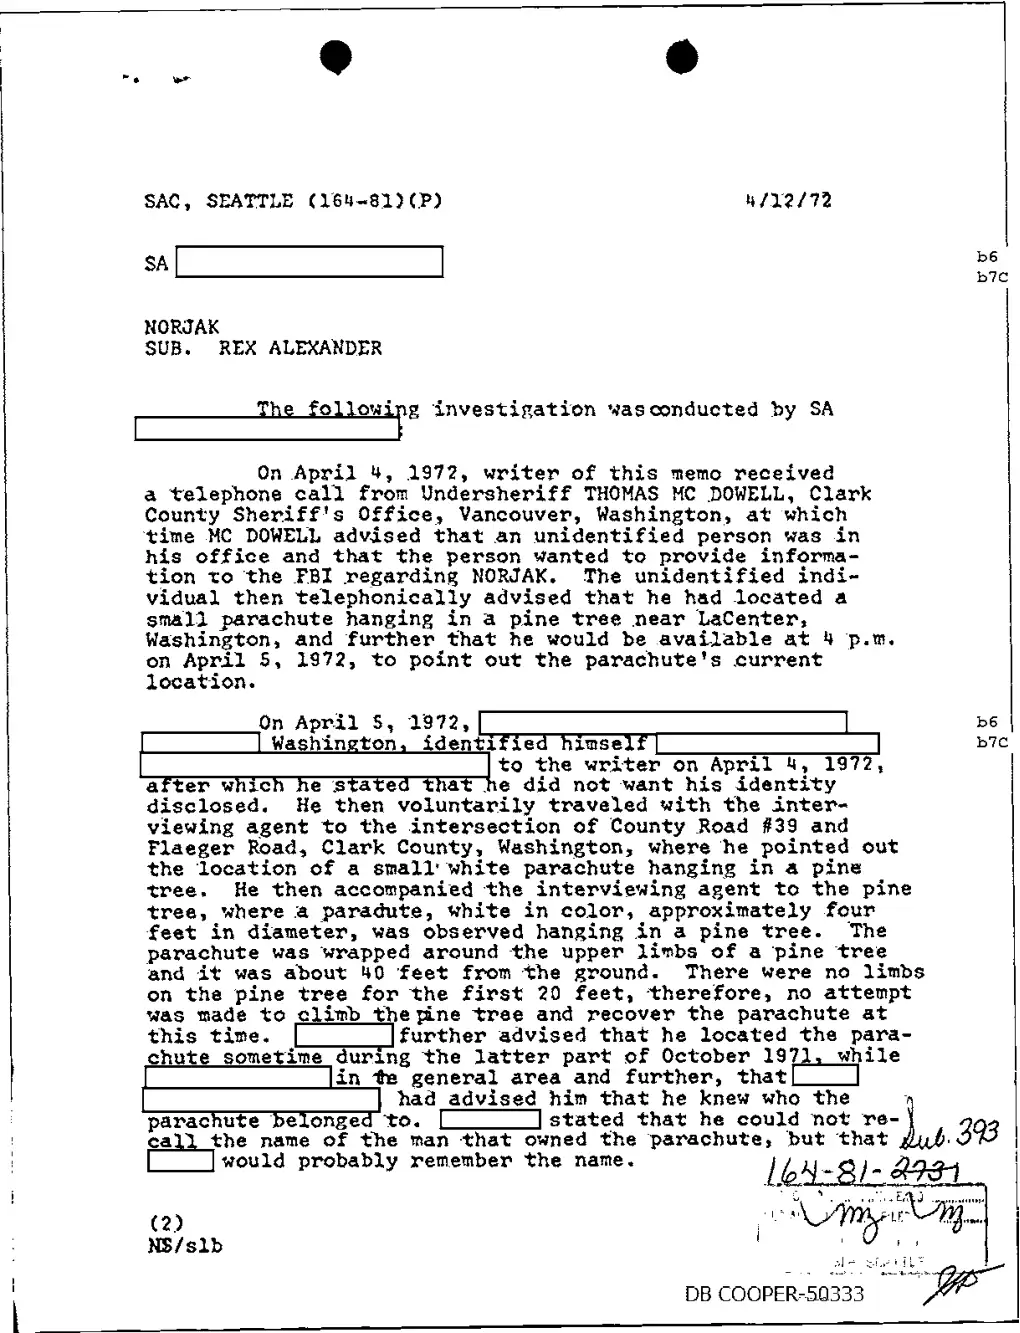 SAC, SEATTLE (164-81)(P) 4/12/72
SA
b6
b7C
NORJAK
SUB. REX ALEXANDER
The following investigation was conducted by SA
:
On April 4, 1972, writer of this memo received
a telephone call from Undersheriff THOMAS MC DOWELL, Clark
County Sheriff's Office, Vancouver, Washington, at which
time MC DOWELL advised that an unidentified person was in
his office and that the person wanted to provide informa-
tion to the FBI regarding NORJAK. The unidentified indi-
vidual then telephonically advised that he had located a
small parachute hanging in a pine tree near LaCenter,
Washington, and further that he would be available at 4 p.m.
on April 5, 1972, to point out the parachute's current
location.
On April 5, 1972,
b6
Washington, identified himself
b7C
to the writer on April 4, 1972,
after which he stated that he did not want his identity
disclosed. He then voluntarily traveled with the inter-
viewing agent to the intersection of County Road #39 and
Flaeger Road, Clark County, Washington, where he pointed out
the location of a small white parachute hanging in a pine
tree. He then accompanied the interviewing agent to the pine
tree, where a paradute, white in color, approximately four
feet in diameter, was observed hanging in a pine tree. The
parachute was wrapped around the upper limbs of a pine tree
and it was about 40 feet from the ground. There were no limbs
on the pine tree for the first 20 feet, therefore, no attempt
was made to climb the pine tree and recover the parachute at
this time. further advised that he located the para-
chute sometime during the latter part of October 1971, while
in the general area and further, that
had advised him that he knew who the
parachute belonged to. stated that he could not re-
call the name of the man that owned the parachute, but that
would probably remember the name.
Sub. 393
164-81-2731
(2)
NS/slb
DB COOPER-50333